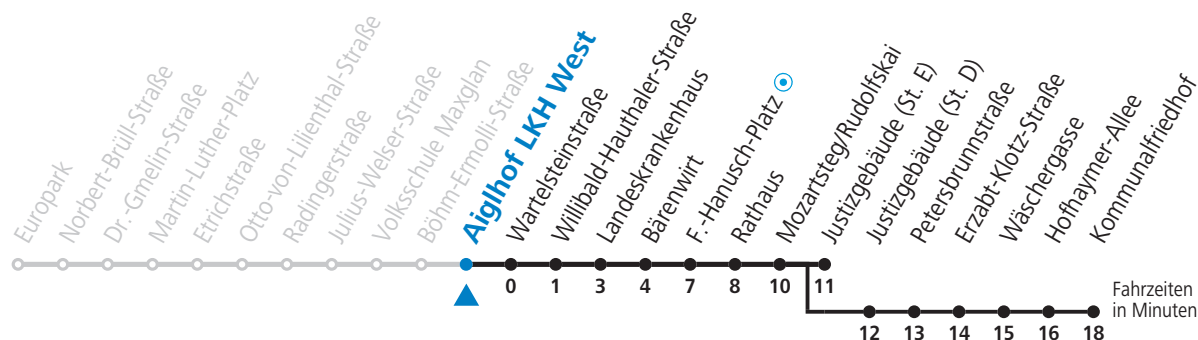 Europark
Norbert-Brüll-Straße
Dr.-Gmelin-Straße
Martin-Luther-Platz
Etrichstraße
Otto-von-Lilienthal-Straße
Radingerstraße
Julius-Welser-Straße
Volksschule Maxglan
Böhm-Ermolli-Straße
Aiglhof LKH West
Wartelsteinstraße
Willibald-Hauthaler-Straße
Landeskrankenhaus
Bärenwirt
F.-Hanusch-Platz
Rathaus
Mozartsteg/Rudolfskai
Justizgebäude (St. E)
Justizgebäude (St. D)
Petersbrunnstraße
Erzabt-Klotz-Straße
Wäschergasse
Hofhaymer-Allee
Kommunalfriedhof
0 1 3 4 7 8 10 11
Fahrzeiten
in Minuten
12 13 14 15 16 18